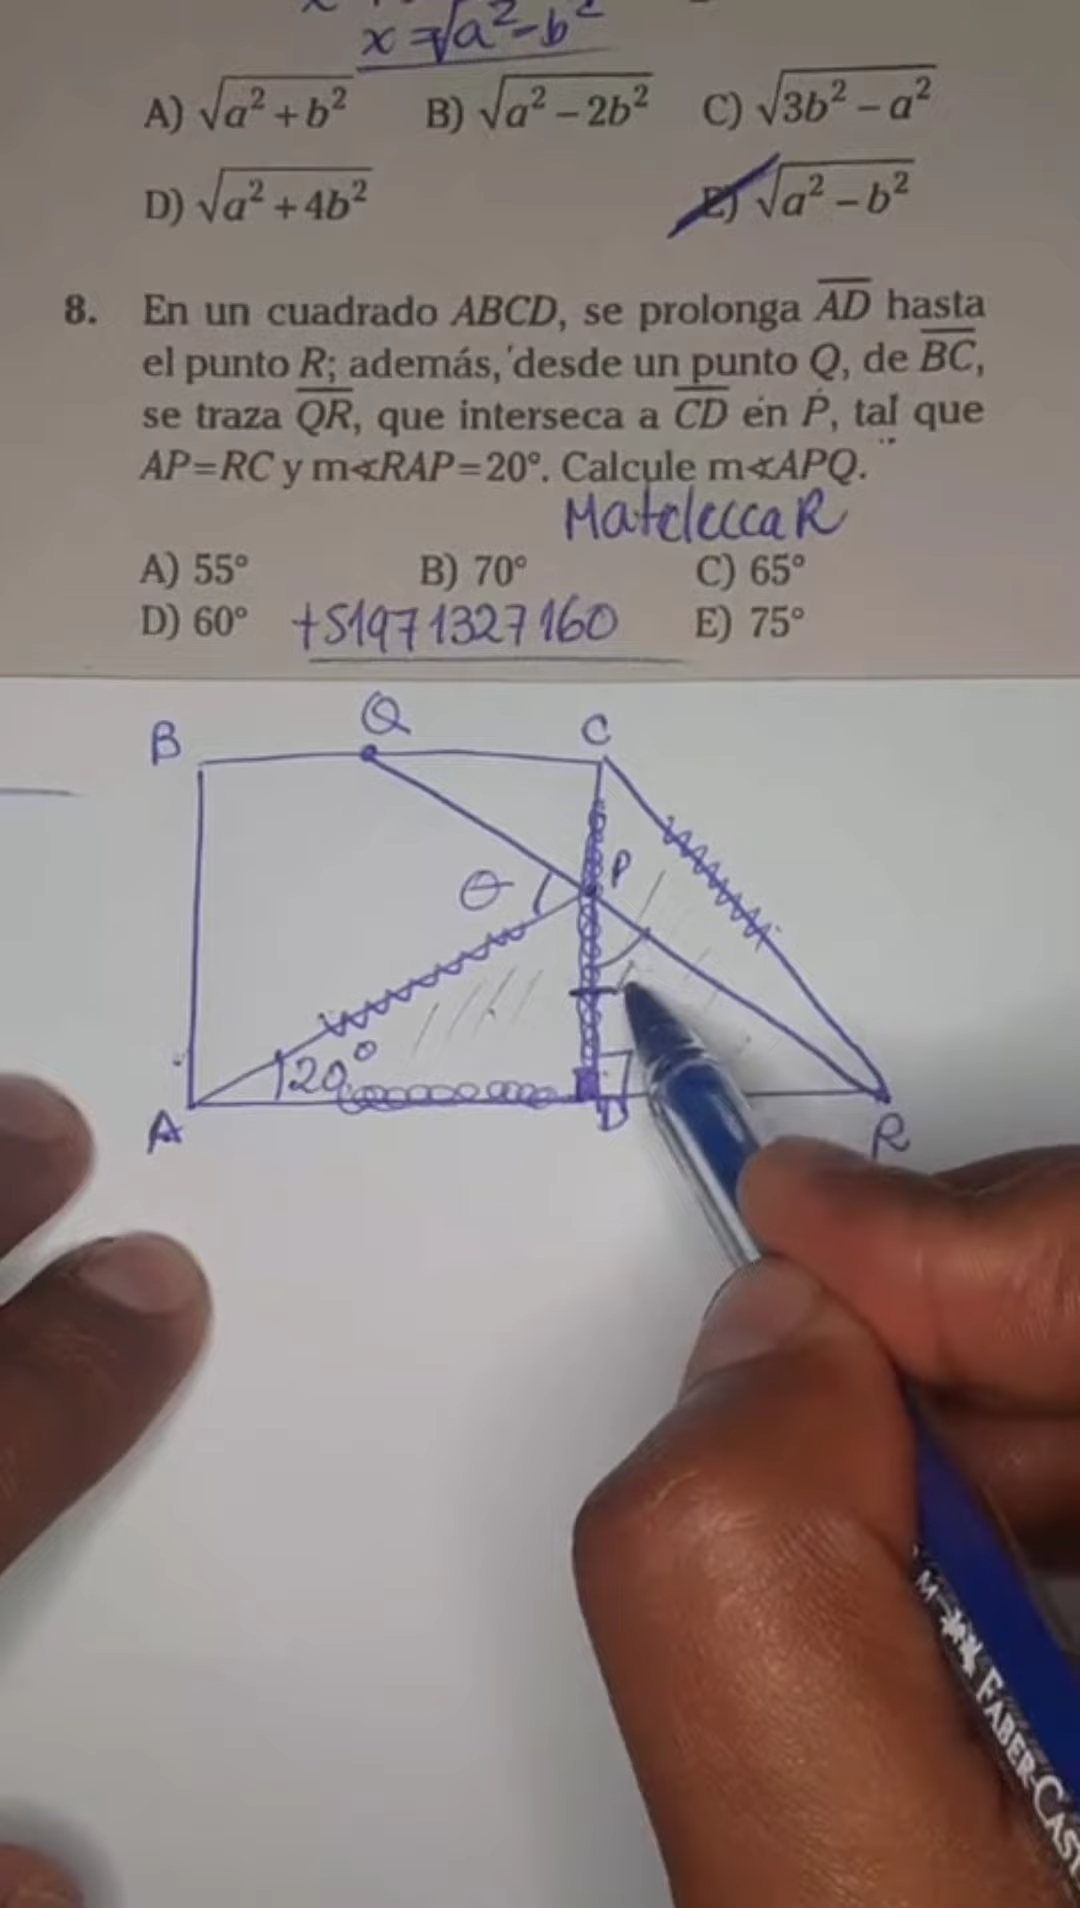 x=√a²-b²
A) √a²+b² B) √a²-2b² C) √3b²-a²
D) √a²+4b² E) √a²-b²
8. En un cuadrado ABCD, se prolonga AD hasta
el punto R; además, desde un punto Q, de BC,
se traza QR, que interseca a CD en P, tal que
AP=RC y m∢RAP=20°. Calcule m∢APQ.
MateleccaR
A) 55° B) 70° C) 65°
D) 60° +51971327160 E) 75°
B Q C
θ P
20°
A D R
FABER-CAST